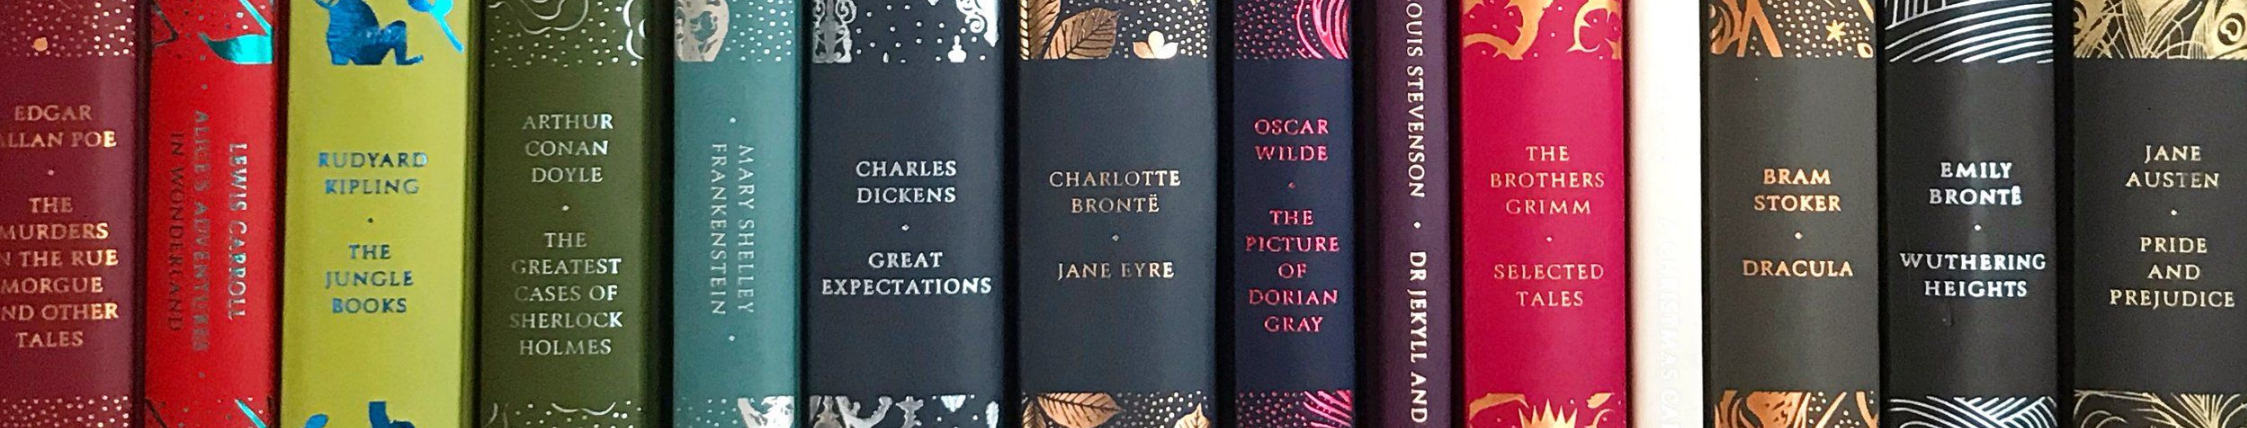 EDGAR
ALLAN POE
THE
MURDERS
IN THE RUE
MORGUE
AND OTHER
TALES
LEWIS CARROLL
ALICE'S ADVENTURES
IN WONDERLAND
RUDYARD
KIPLING
THE
JUNGLE
BOOKS
ARTHUR
CONAN
DOYLE
THE
GREATEST
CASES OF
SHERLOCK
HOLMES
MARY SHELLEY
FRANKENSTEIN
CHARLES
DICKENS
GREAT
EXPECTATIONS
CHARLOTTE
BRONTË
JANE EYRE
OSCAR
WILDE
THE
PICTURE
OF
DORIAN
GRAY
LOUIS STEVENSON • DR JEKYLL AND
THE
BROTHERS
GRIMM
SELECTED
TALES
CHRISTMAS
BRAM
STOKER
DRACULA
EMILY
BRONTË
WUTHERING
HEIGHTS
JANE
AUSTEN
PRIDE
AND
PREJUDICE